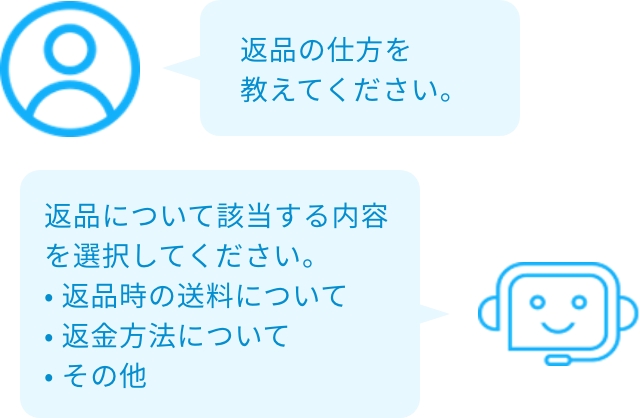 返品の仕方を
教えてください。
返品について該当する内容
を選択してください。
• 返品時の送料について
• 返金方法について
• その他